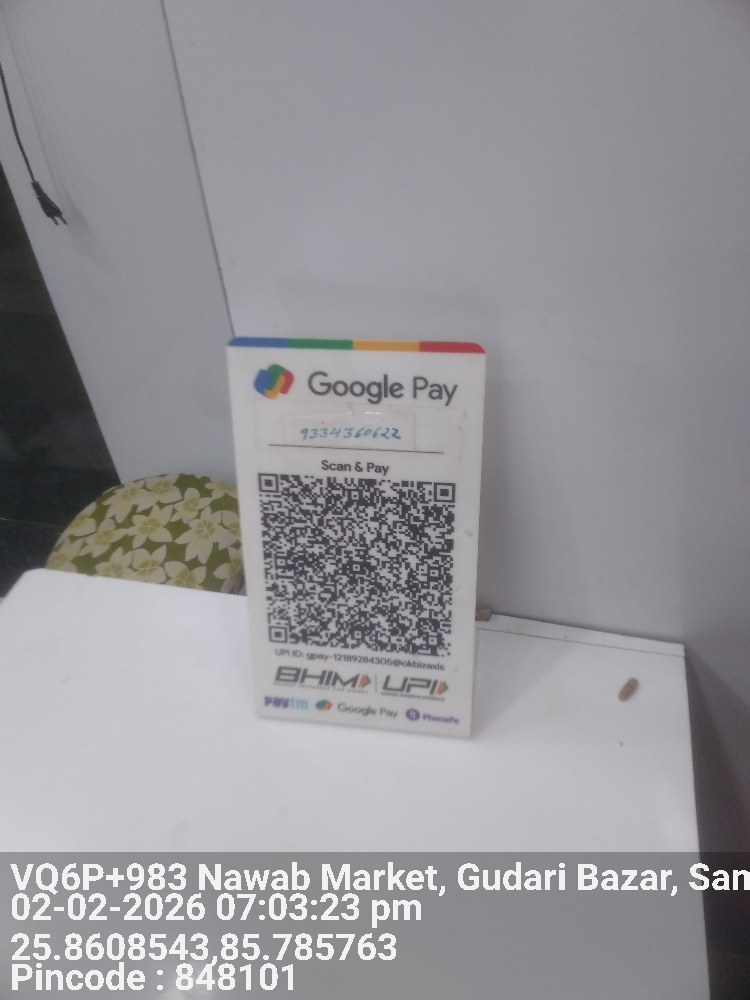 Google Pay
9334360622
Scan & Pay
UPI ID: gpay-12189284305@okbizaxis
BHIM UPI
Paytm Google Pay PhonePe
VQ6P+983 Nawab Market, Gudari Bazar, Sam
02-02-2026 07:03:23 pm
25.8608543,85.785763
Pincode : 848101